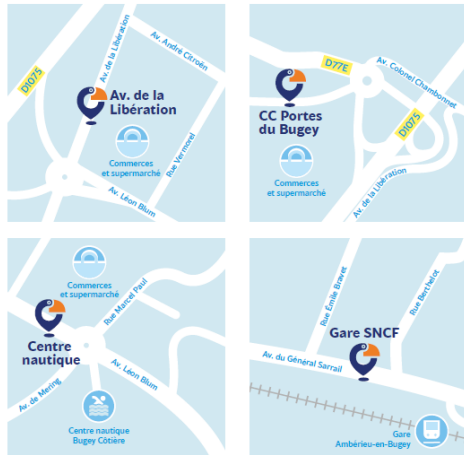 D1075
Av. de la Libération
Av. André Citroën
Av. de la
Libération
Commerces
et supermarché
Rue Vermorel
Av. Léon Blum
D77E
Av. Colonel Chambonnet
CC Portes
du Bugey
D1075
Commerces
et supermarché
Av. de la Libération
Commerces
et supermarché
Rue Marcel Paul
Centre
nautique
Av. Léon Blum
Av. de Mering
Centre nautique
Bugey Côtière
Rue Émile Bravet
Rue Berthelot
Gare SNCF
Av. du Général Sarrail
Gare
Ambérieu-en-Bugey